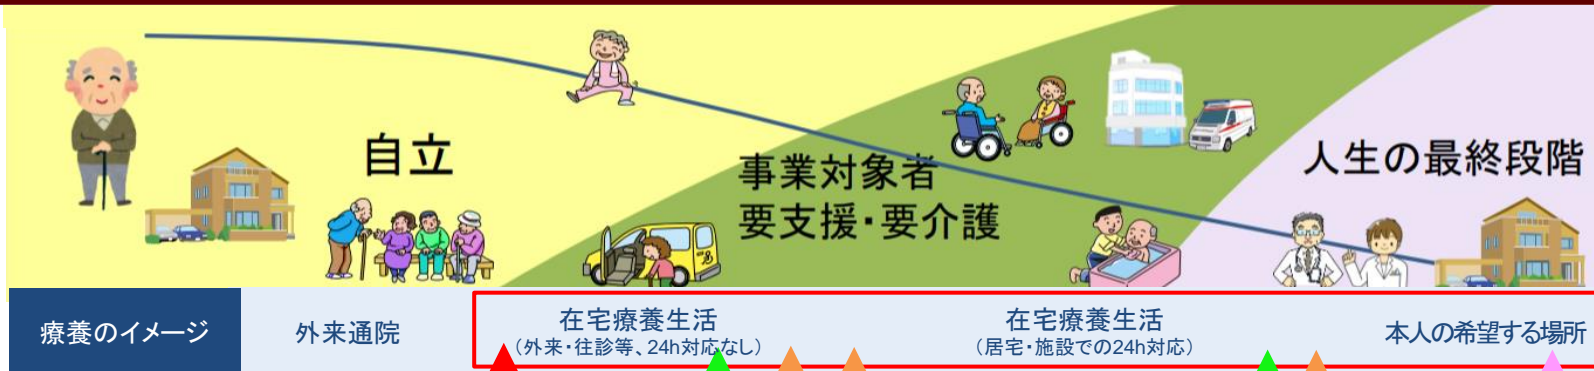 自立
事業対象者
要支援・要介護
人生の最終段階
療養のイメージ
外来通院
在宅療養生活
(外来・往診等、24h対応なし)
在宅療養生活
(居宅・施設での24h対応)
本人の希望する場所